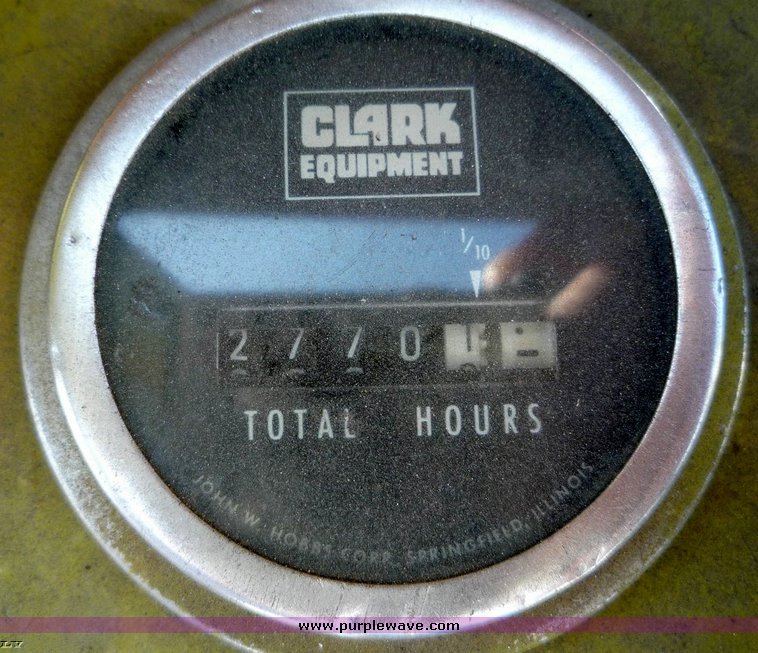 CLARK
EQUIPMENT
1/10
2770
TOTAL HOURS
JOHN W. HOBBS CORP. SPRINGFIELD, ILLINOIS
www.purplewave.com